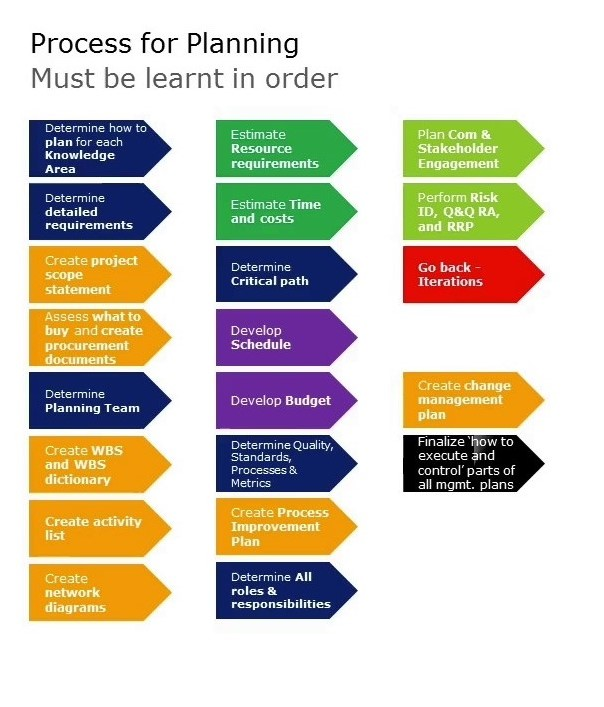 Process for Planning
Must be learnt in order
Determine how to
plan for each
Knowledge
Area
Determine
detailed
requirements
Create project
scope
statement
Assess what to
buy and create
procurement
documents
Determine
Planning Team
Create WBS
and WBS
dictionary
Create activity
list
Create
network
diagrams
Estimate
Resource
requirements
Estimate Time
and costs
Determine
Critical path
Develop
Schedule
Develop Budget
Determine Quality,
Standards,
Processes &
Metrics
Create Process
Improvement
Plan
Determine All
roles &
responsibilities
Plan Com &
Stakeholder
Engagement
Perform Risk
ID, Q&Q RA,
and RRP
Go back –
Iterations
Create change
management
plan
Finalize 'how to
execute and
control' parts of
all mgmt. plans